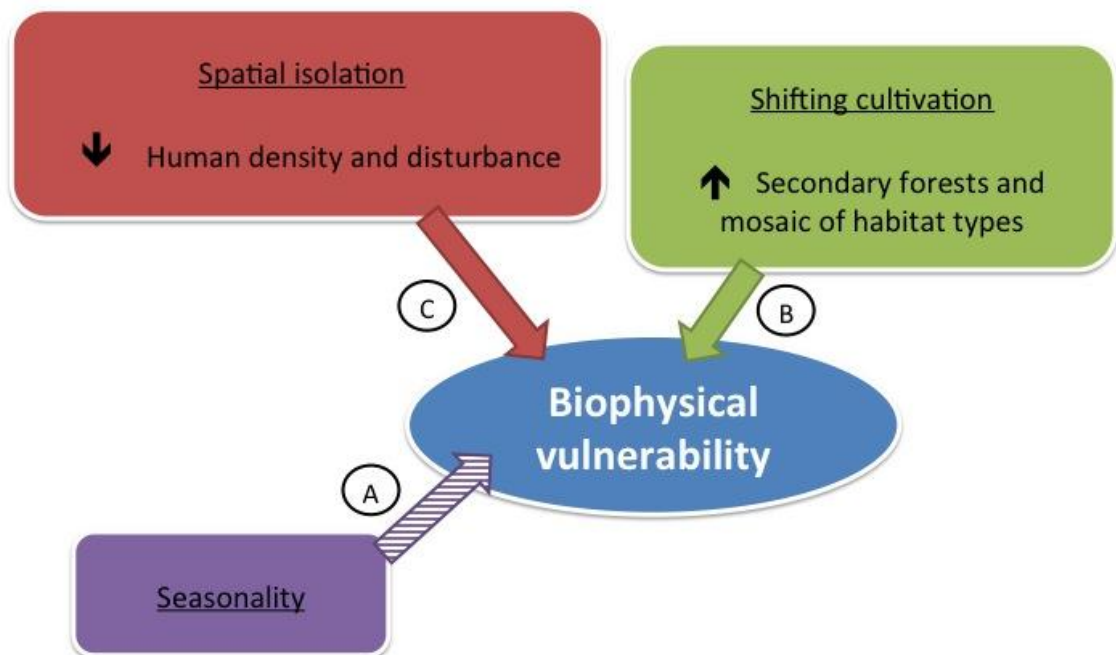 Spatial isolation
🡻 Human density and disturbance
Shifting cultivation
🡹 Secondary forests and
mosaic of habitat types
C
B
Biophysical
vulnerability
A
Seasonality